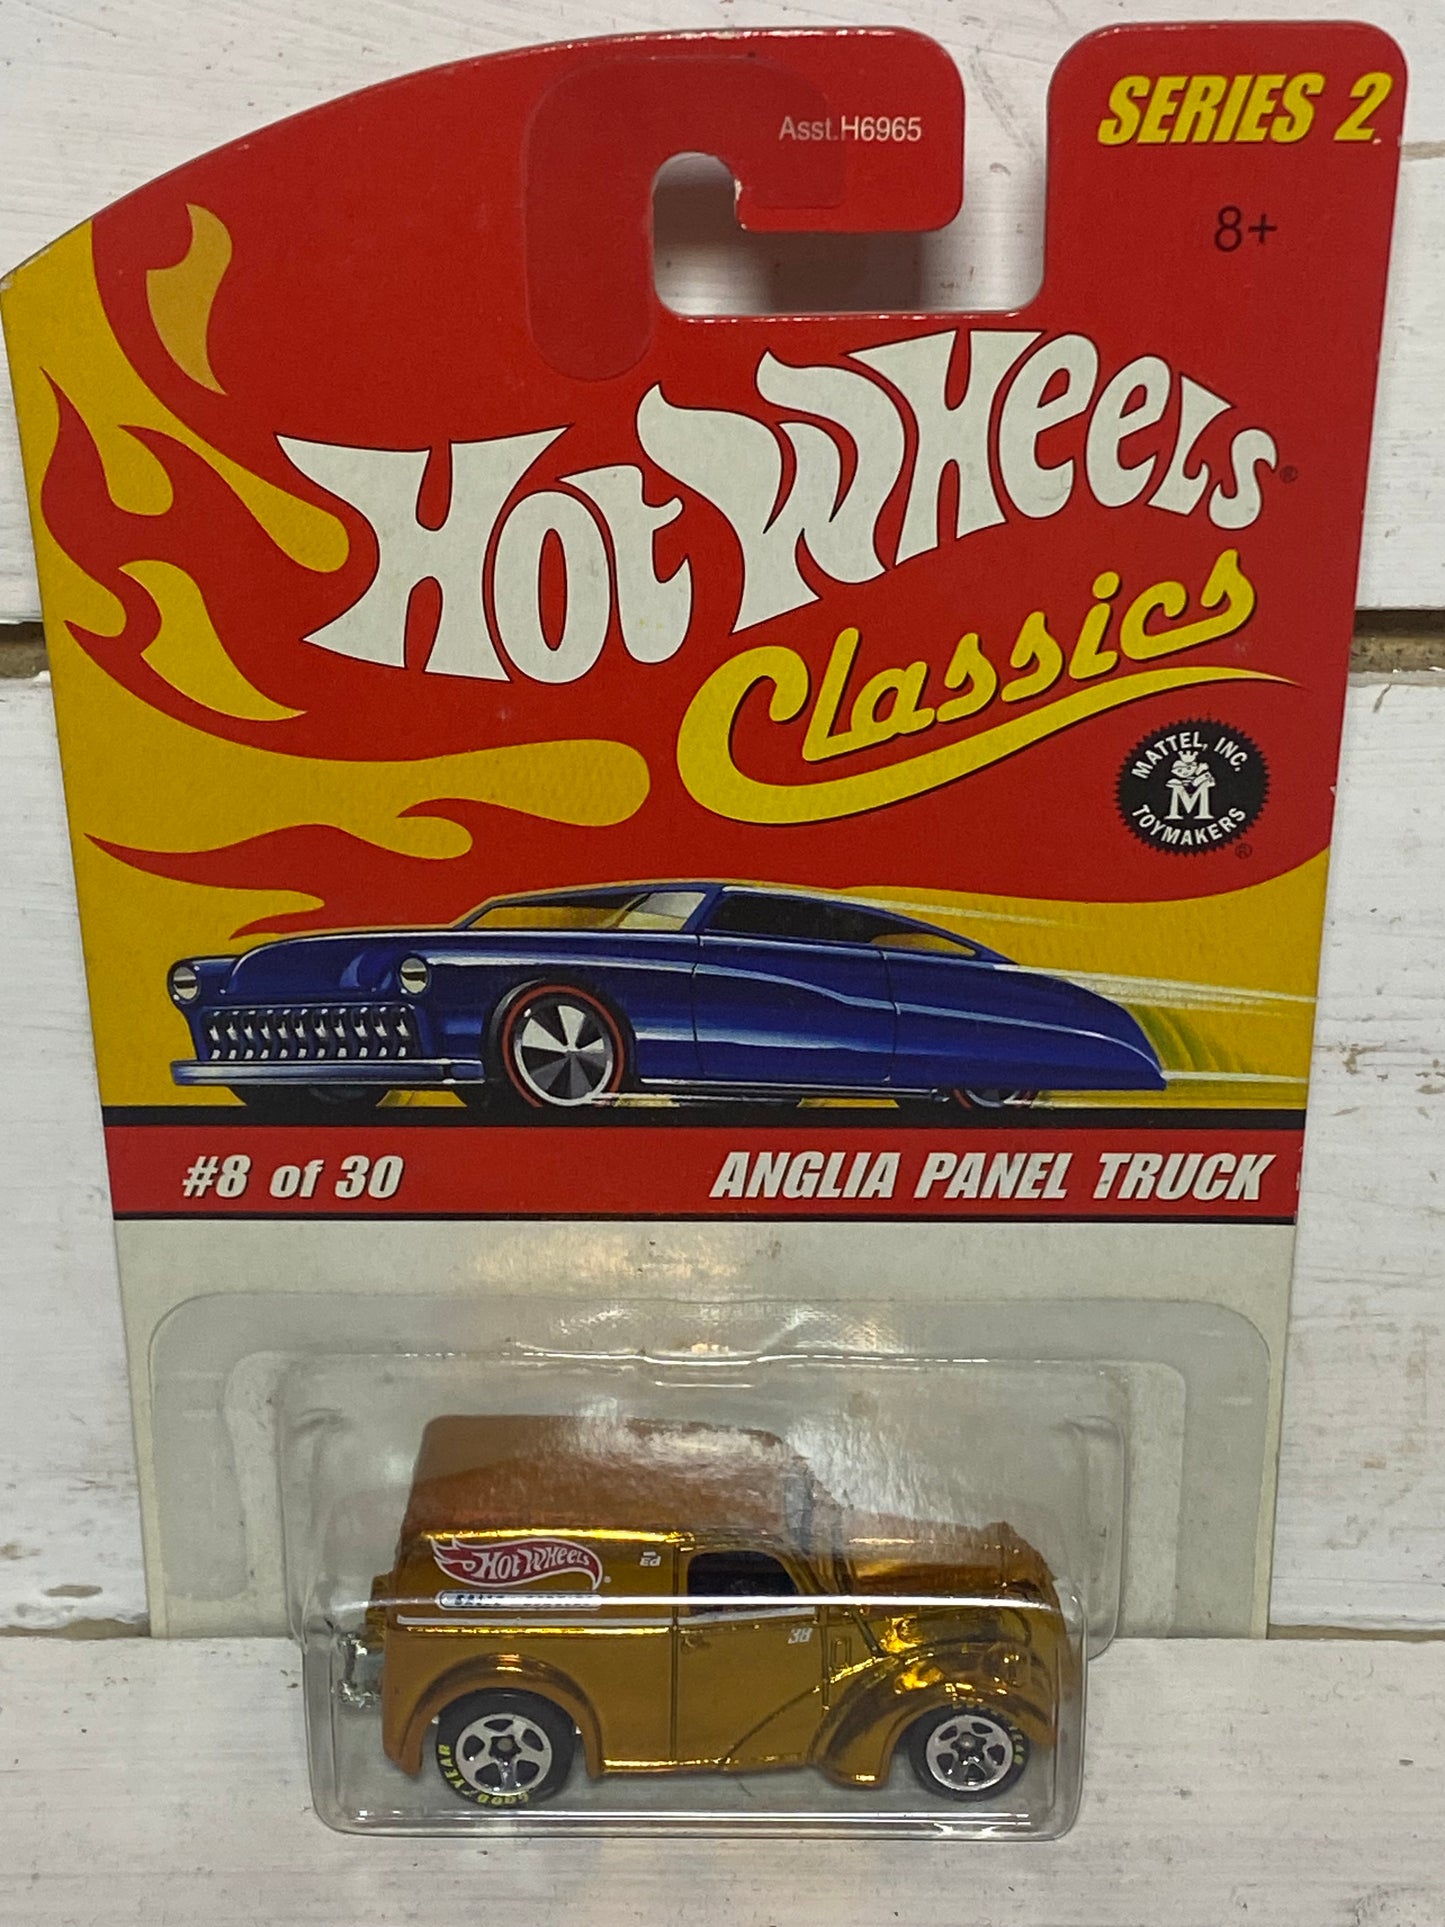 Asst.H6965
SERIES 2
8+
HOT WHEELS®
Classics
MATTEL, INC.
M
TOYMAKERS
®
#8 of 30
ANGLIA PANEL TRUCK
HOT WHEELS
Ed
GOODYEAR